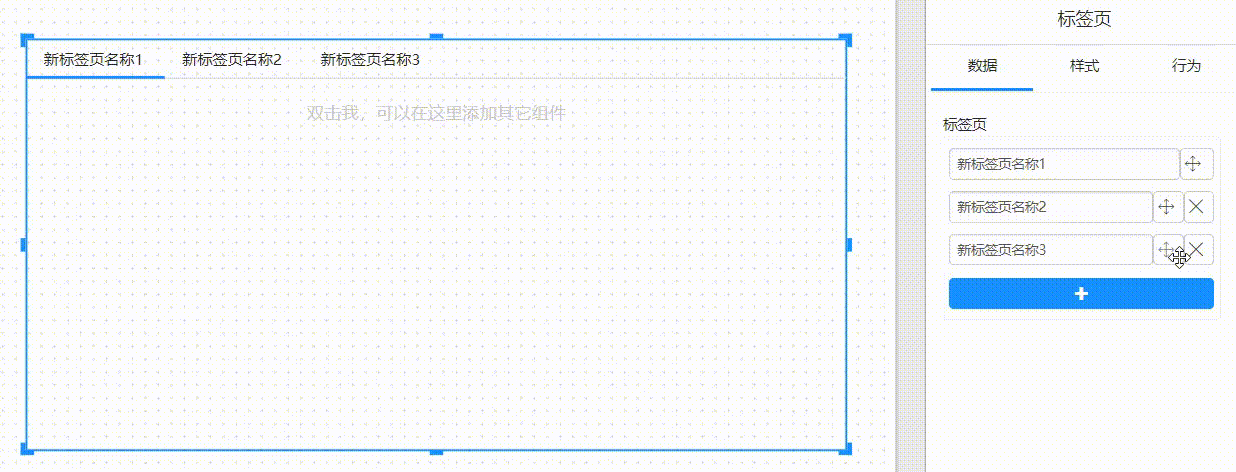 新标签页名称1 新标签页名称2 新标签页名称3
双击我，可以在这里添加其它组件
标签页
数据 样式 行为
标签页
新标签页名称1
新标签页名称2
新标签页名称3